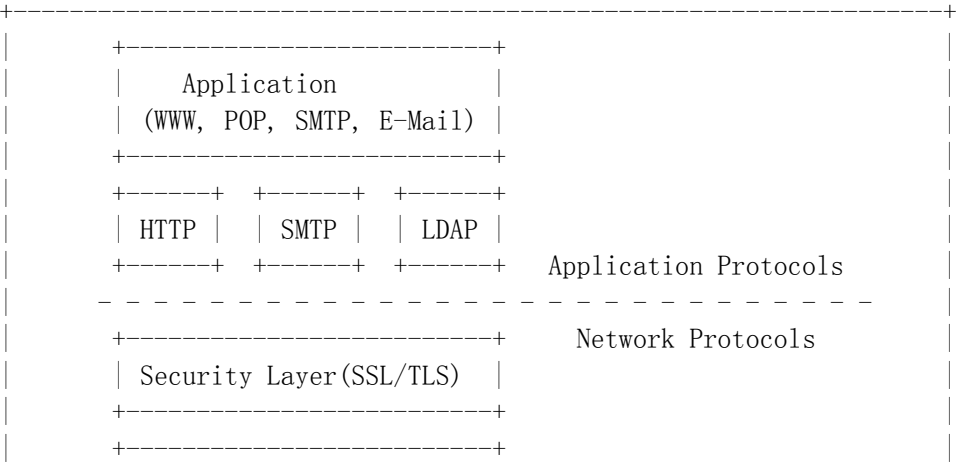 Application
(WWW, POP, SMTP, E-Mail)
HTTP SMTP LDAP
Application Protocols
Network Protocols
Security Layer(SSL/TLS)